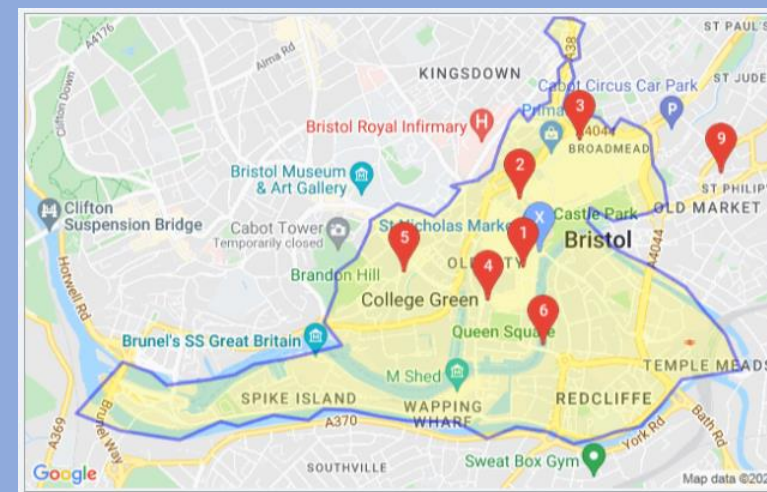 A4176
Alma Rd
Clifton Down
A38
ST PAUL'S
KINGSDOWN
Cabot Circus Car Park
P
ST JUDE
Bristol Royal Infirmary
H
3
A4044
BROADMEAD
9
Bristol Museum
& Art Gallery
2
ST PHILIP
OLD MARKET
Clifton
Suspension Bridge
Cabot Tower
Temporarily closed
X
Castle Park
1
Bristol
5
4
Hotwell Rd
Brandon Hill
College Green
A4044
6
Brunel's SS Great Britain
Queen Square
M Shed
TEMPLE MEADS
SPIKE ISLAND
WAPPING
WHARF
REDCLIFFE
A369
Brunel Way
A370
York Rd
Bath Rd
SOUTHVILLE
Sweat Box Gym
Google
Map data ©202